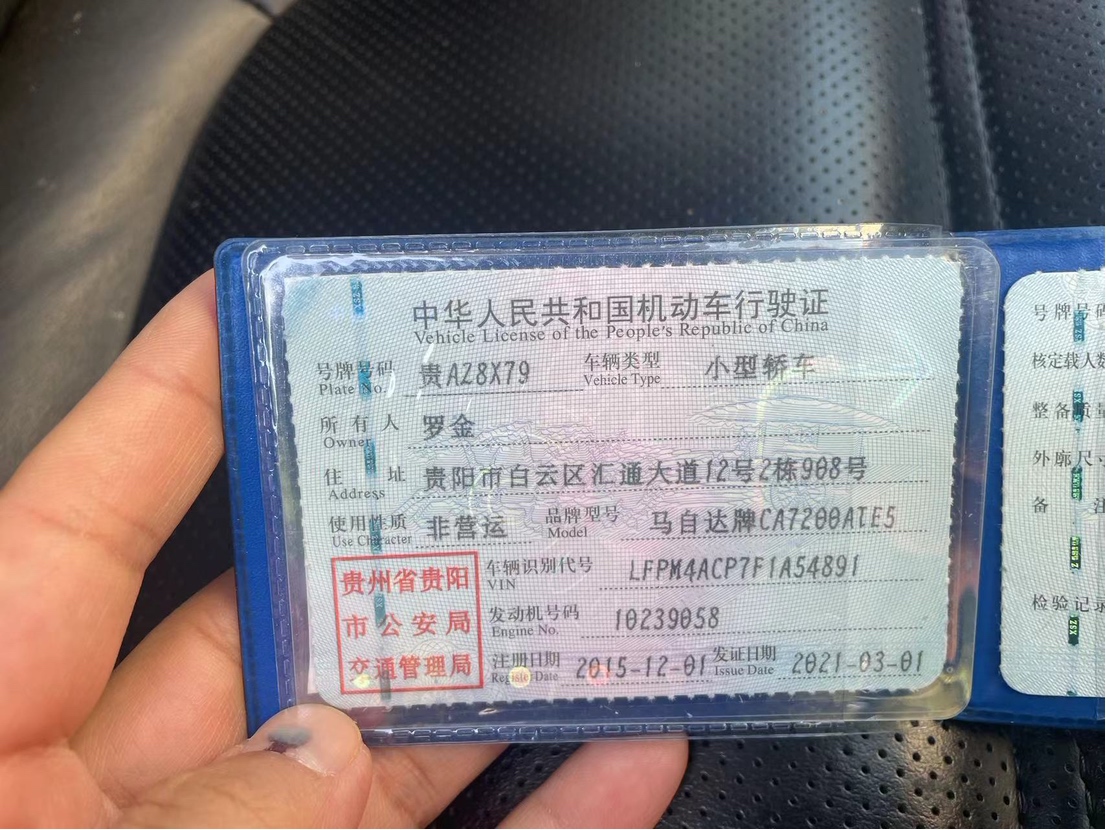 中华人民共和国机动车行驶证
Vehicle License of the People's Republic of China
号牌号码 贵AZ8X79 车辆类型 小型轿车
Plate No. Vehicle Type
所有人 罗金
Owner
住址 贵阳市白云区汇通大道12号2栋908号
Address
使用性质 非营运 品牌型号 马自达牌CA7200ATE5
Use Character Model
贵州省贵阳
市公安局
交通管理局
车辆识别代号 LFPM4ACP7F1A54891
VIN
发动机号码 10239058
Engine No.
注册日期 2015-12-01 发证日期 2021-03-01
Register Date Issue Date
号牌号码
核定载人数
整备质量
外廓尺寸
备注
检验记录